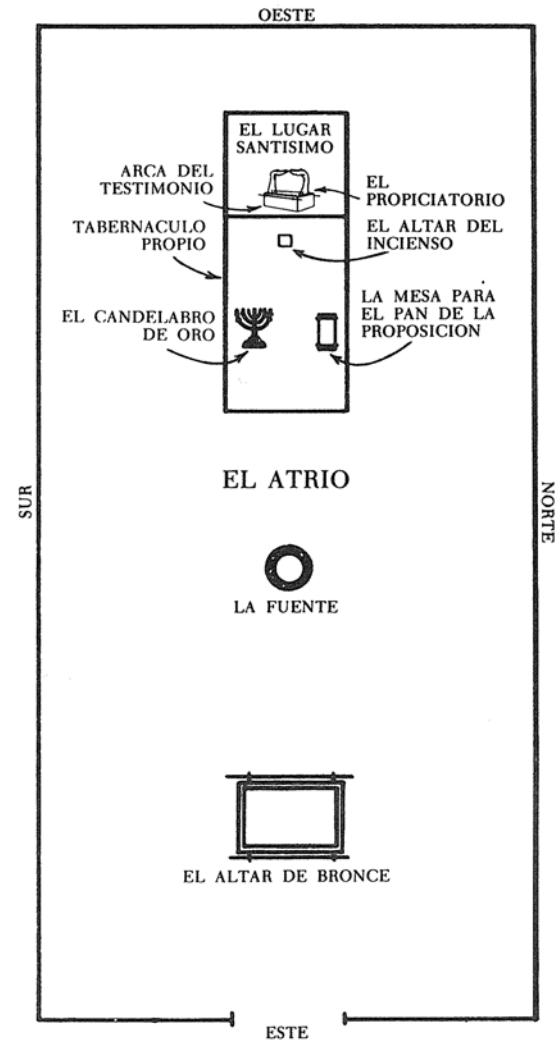 OESTE
EL LUGAR
SANTISIMO
ARCA DEL
TESTIMONIO
EL
PROPICIATORIO
TABERNACULO
PROPIO
EL ALTAR DEL
INCIENSO
EL CANDELABRO
DE ORO
LA MESA PARA
EL PAN DE LA
PROPOSICION
EL ATRIO
SUR
NORTE
LA FUENTE
EL ALTAR DE BRONCE
ESTE